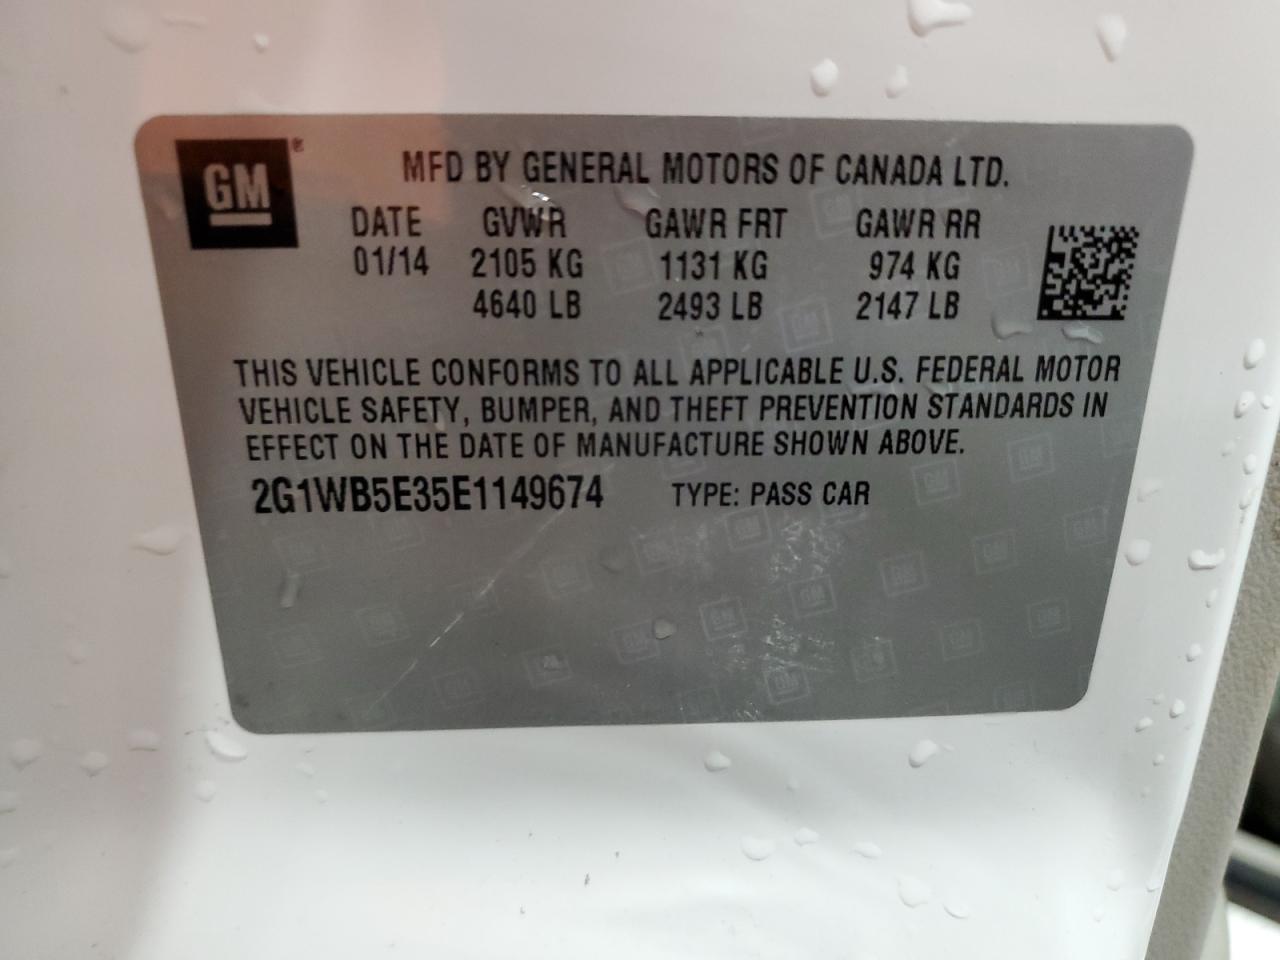 GM®
MFD BY GENERAL MOTORS OF CANADA LTD.
DATE GVWR GAWR FRT GAWR RR
01/14 2105 KG 1131 KG 974 KG
4640 LB 2493 LB 2147 LB
THIS VEHICLE CONFORMS TO ALL APPLICABLE U.S. FEDERAL MOTOR
VEHICLE SAFETY, BUMPER, AND THEFT PREVENTION STANDARDS IN
EFFECT ON THE DATE OF MANUFACTURE SHOWN ABOVE.
2G1WB5E35E1149674 TYPE: PASS CAR